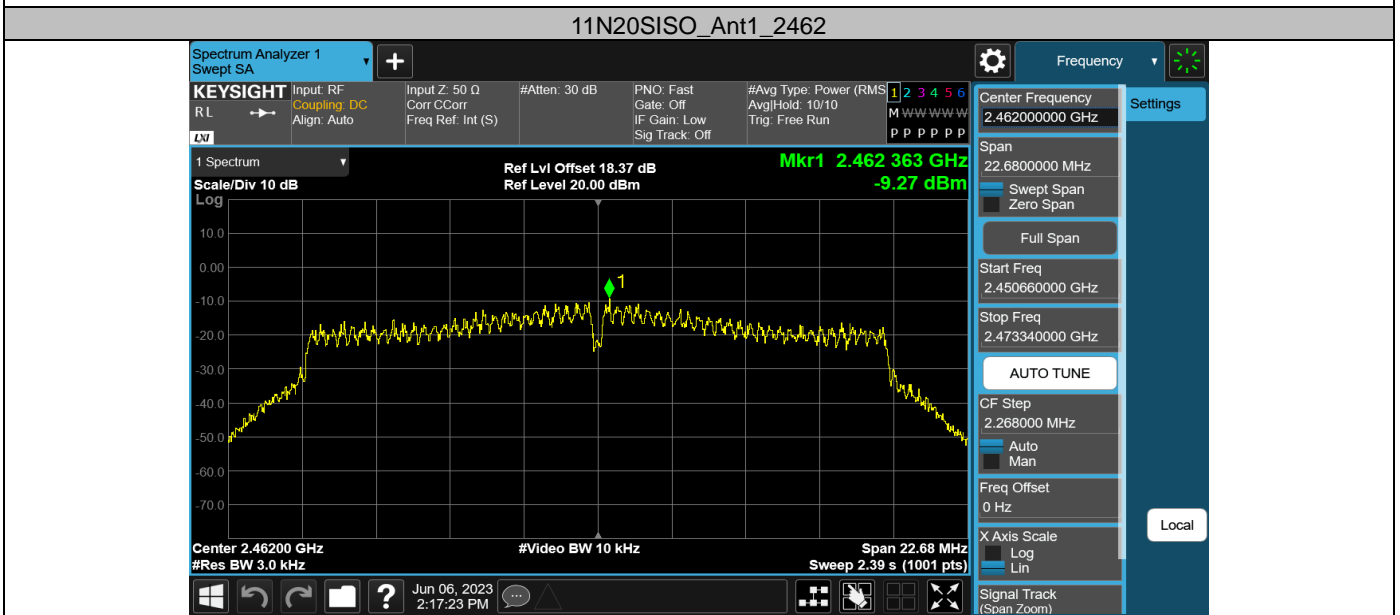 11N20SISO_Ant1_2462
Spectrum Analyzer 1
Swept SA
Frequency
KEYSIGHT
R L
LXI
Input: RF
Coupling: DC
Align: Auto
Input Z: 50 Ω
Corr CCorr
Freq Ref: Int (S)
#Atten: 30 dB
PNO: Fast
Gate: Off
IF Gain: Low
Sig Track: Off
#Avg Type: Power (RMS
Avg|Hold: 10/10
Trig: Free Run
1 2 3 4 5 6
M W W W W W
P P P P P P
Center Frequency
2.462000000 GHz
Settings
Span
22.6800000 MHz
Swept Span
Zero Span
Full Span
Start Freq
2.450660000 GHz
Stop Freq
2.473340000 GHz
AUTO TUNE
CF Step
2.268000 MHz
Auto
Man
Freq Offset
0 Hz
X Axis Scale
Log
Lin
Signal Track
(Span Zoom)
Local
1 Spectrum
Scale/Div 10 dB
Ref Lvl Offset 18.37 dB
Ref Level 20.00 dBm
Mkr1 2.462 363 GHz
-9.27 dBm
Log
10.0
0.00
-10.0
-20.0
-30.0
-40.0
-50.0
-60.0
-70.0
1
Center 2.46200 GHz
#Res BW 3.0 kHz
#Video BW 10 kHz
Span 22.68 MHz
Sweep 2.39 s (1001 pts)
?
Jun 06, 2023
2:17:23 PM